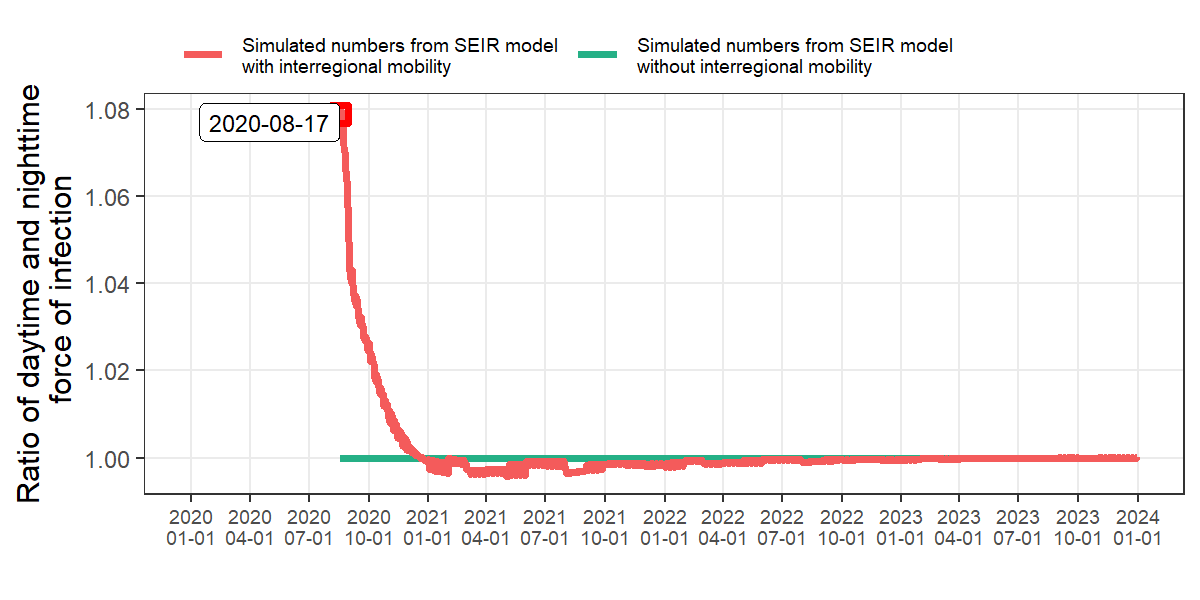 Simulated numbers from SEIR model
with interregional mobility
Simulated numbers from SEIR model
without interregional mobility
Ratio of daytime and nighttime
force of infection
1.08
1.06
1.04
1.02
1.00
2020-08-17
2020 2020 2020 2020 2021 2021 2021 2021 2022 2022 2022 2022 2023 2023 2023 2023 2024
01-01 04-01 07-01 10-01 01-01 04-01 07-01 10-01 01-01 04-01 07-01 10-01 01-01 04-01 07-01 10-01 01-01